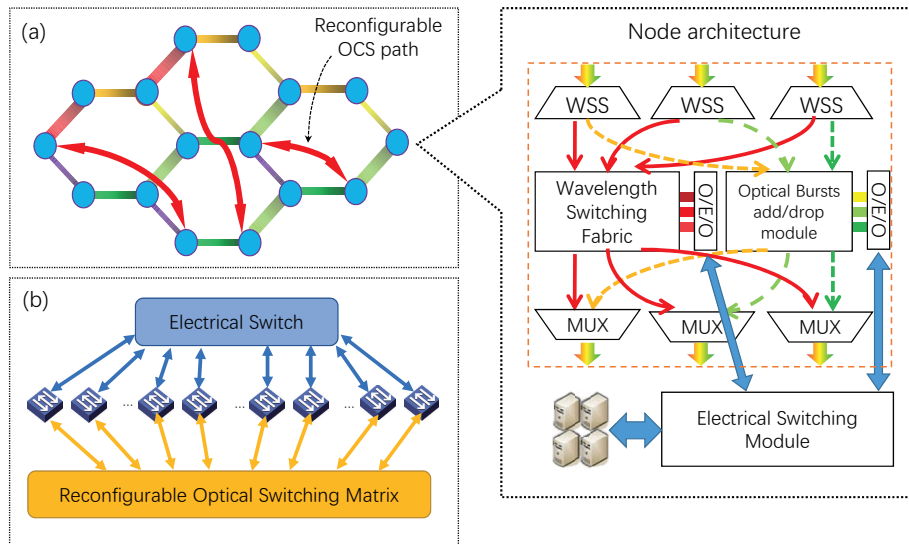 (a)
Reconfigurable
OCS path
Node architecture
WSS
WSS
WSS
Wavelength
Switching
Fabric
O/E/O
Optical Bursts
add/drop
module
O/E/O
MUX
MUX
MUX
Electrical Switching
Module
(b)
Electrical Switch
... ... ...
Reconfigurable Optical Switching Matrix